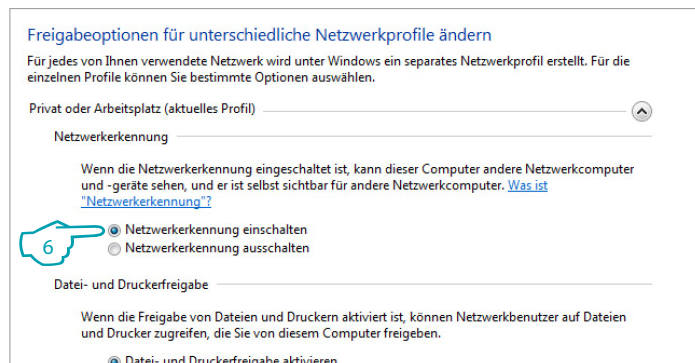 Freigabeoptionen für unterschiedliche Netzwerkprofile ändern
Für jedes von Ihnen verwendete Netzwerk wird unter Windows ein separates Netzwerkprofil erstellt. Für die
einzelnen Profile können Sie bestimmte Optionen auswählen.
Privat oder Arbeitsplatz (aktuelles Profil)
Netzwerkerkennung
Wenn die Netzwerkerkennung eingeschaltet ist, kann dieser Computer andere Netzwerkcomputer
und -geräte sehen, und er ist selbst sichtbar für andere Netzwerkcomputer. Was ist
"Netzwerkerkennung"?
6 Netzwerkerkennung einschalten
Netzwerkerkennung ausschalten
Datei- und Druckerfreigabe
Wenn die Freigabe von Dateien und Druckern aktiviert ist, können Netzwerkbenutzer auf Dateien
und Drucker zugreifen, die Sie von diesem Computer freigeben.
Datei- und Druckerfreigabe aktivieren